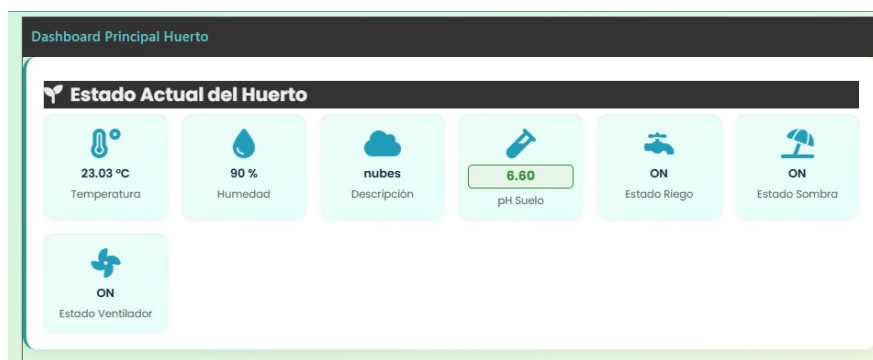 Dashboard Principal Huerto
Estado Actual del Huerto
23.03 ºC
Temperatura
90 %
Humedad
nubes
Descripción
6.60
pH Suelo
ON
Estado Riego
ON
Estado Sombra
ON
Estado Ventilador